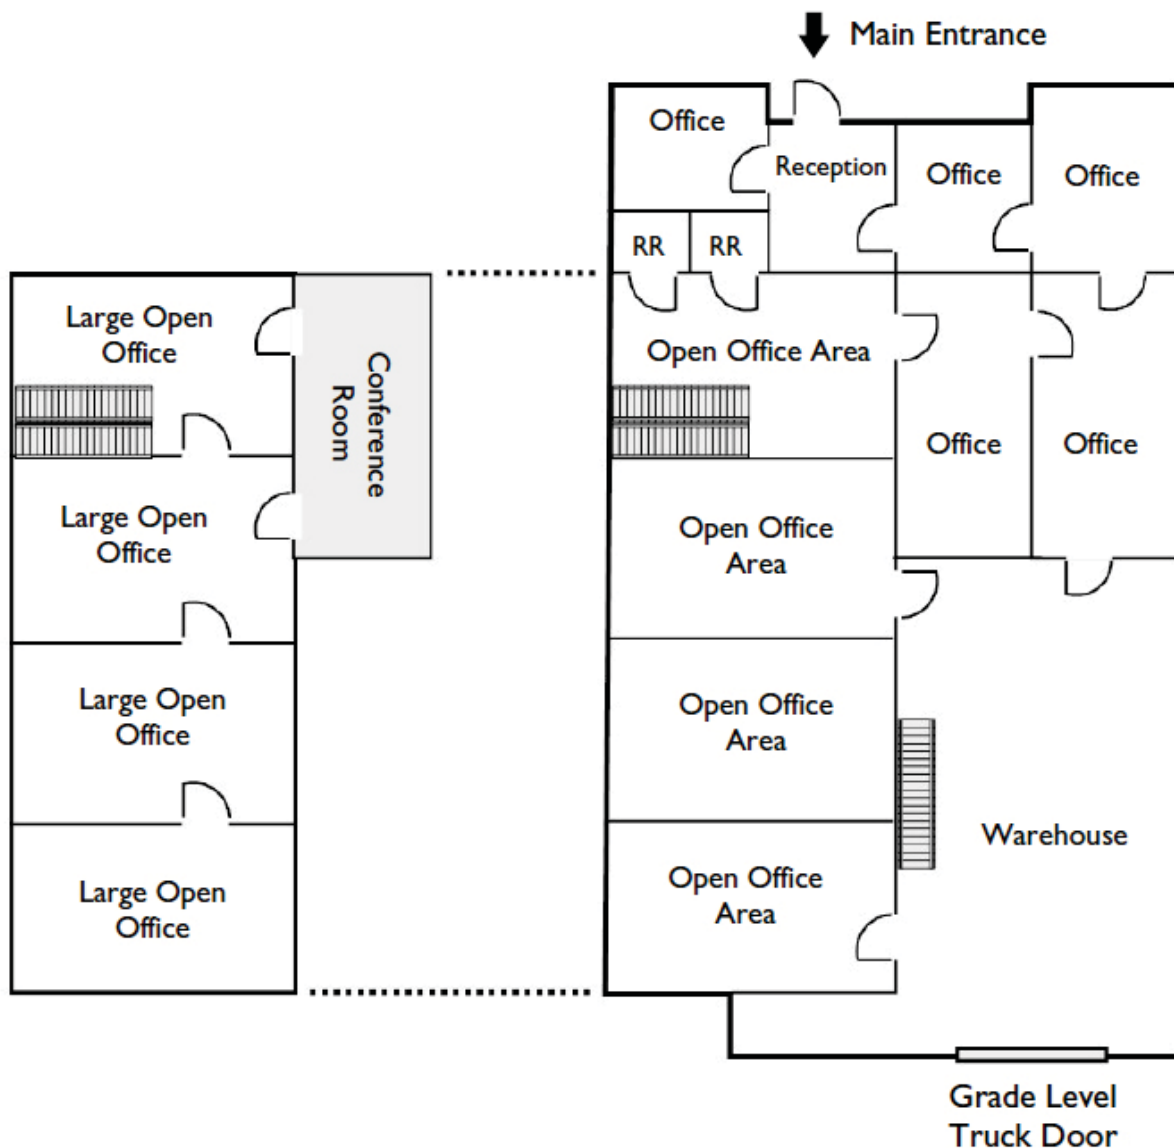 Main Entrance
Office
Reception
Office
Office
RR
RR
Large Open
Office
Conference
Room
Open Office Area
Large Open
Office
Office
Office
Open Office
Area
Large Open
Office
Open Office
Area
Warehouse
Large Open
Office
Open Office
Area
Grade Level
Truck Door